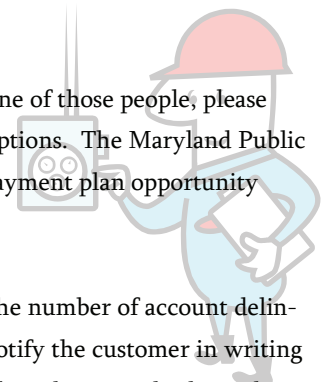 ne of those people, please
ptions. The Maryland Public
ayment plan opportunity
he number of account delin-
otify the customer in writing